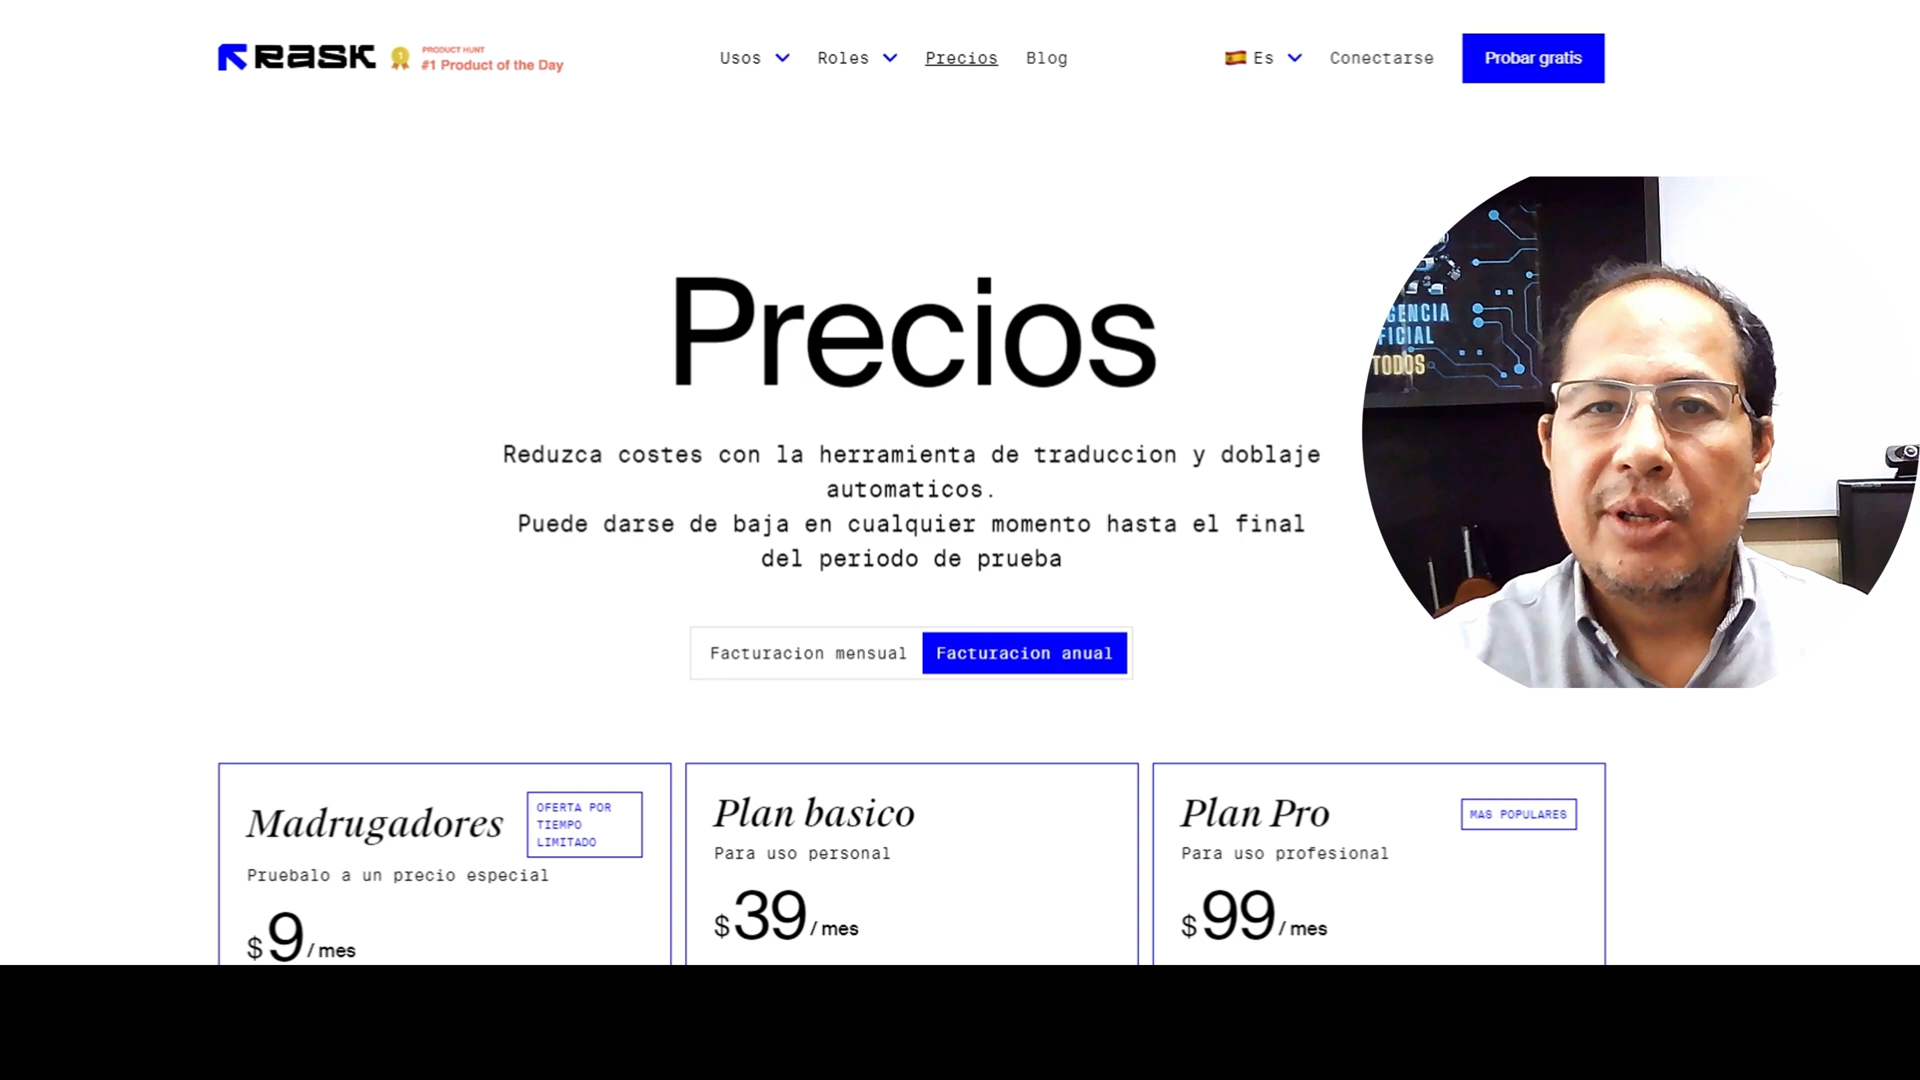 Rask
PRODUCT HUNT
#1 Product of the Day
Usos
Roles
Precios
Blog
Es
Conectarse
Probar gratis
Precios
Reduzca costes con la herramienta de traduccion y doblaje
automaticos.
Puede darse de baja en cualquier momento hasta el final
del periodo de prueba
Facturacion mensual
Facturacion anual
GENCIA
FICIAL
TODOS
Madrugadores
OFERTA POR
TIEMPO
LIMITADO
Pruebalo a un precio especial
$9/ mes
Plan basico
Para uso personal
$39/ mes
Plan Pro
MAS POPULARES
Para uso profesional
$99/ mes